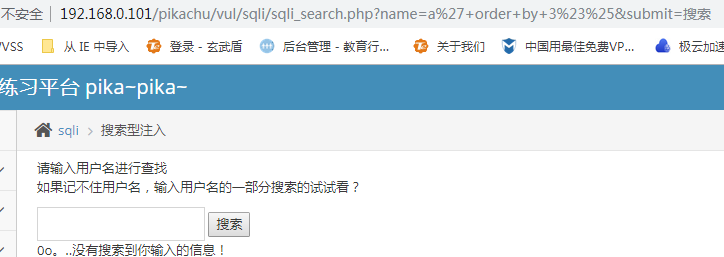 不安全 | 192.168.0.101/pikachu/vul/sqli/sqli_search.php?name=a%27+order+by+3%23%25&submit=搜索
/VSS 从 IE 中导入 登录 - 玄武盾 后台管理 - 教育行... 关于我们 中国用最佳免费VP... 极云加速
练习平台 pika~pika~
sqli > 搜索型注入
请输入用户名进行查找
如果记不住用户名，输入用户名的一部分搜索的试试看？
搜索
0o。..没有搜索到你输入的信息！